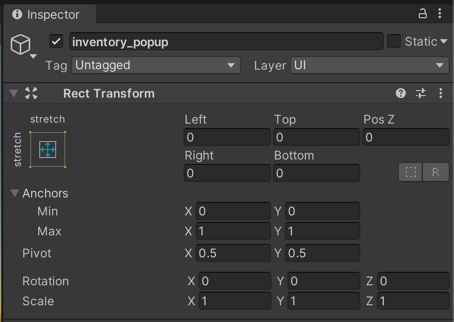 Inspector
inventory_popup Static
Tag Untagged Layer UI
Rect Transform
stretch Left Top Pos Z
stretch 0 0 0
Right Bottom
0 0 R
Anchors
Min X 0 Y 0
Max X 1 Y 1
Pivot X 0.5 Y 0.5
Rotation X 0 Y 0 Z 0
Scale X 1 Y 1 Z 1